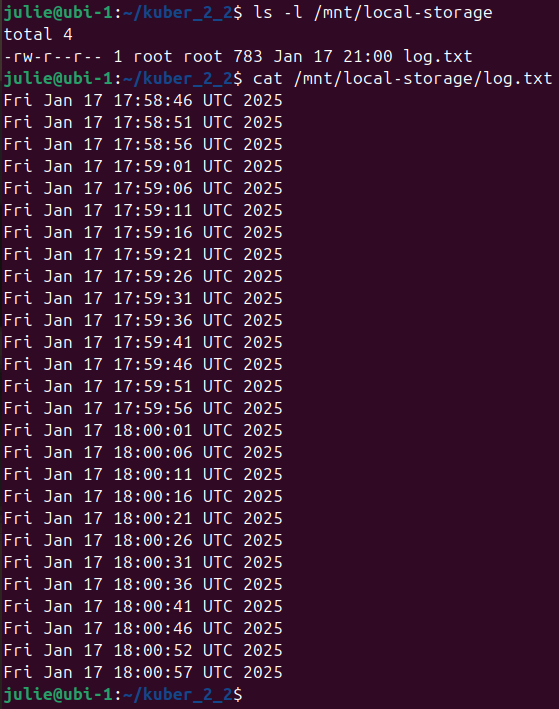 julie@ubi-1:~/kuber_2_2$ ls -l /mnt/local-storage
total 4
-rw-r--r-- 1 root root 783 Jan 17 21:00 log.txt
julie@ubi-1:~/kuber_2_2$ cat /mnt/local-storage/log.txt
Fri Jan 17 17:58:46 UTC 2025
Fri Jan 17 17:58:51 UTC 2025
Fri Jan 17 17:58:56 UTC 2025
Fri Jan 17 17:59:01 UTC 2025
Fri Jan 17 17:59:06 UTC 2025
Fri Jan 17 17:59:11 UTC 2025
Fri Jan 17 17:59:16 UTC 2025
Fri Jan 17 17:59:21 UTC 2025
Fri Jan 17 17:59:26 UTC 2025
Fri Jan 17 17:59:31 UTC 2025
Fri Jan 17 17:59:36 UTC 2025
Fri Jan 17 17:59:41 UTC 2025
Fri Jan 17 17:59:46 UTC 2025
Fri Jan 17 17:59:51 UTC 2025
Fri Jan 17 17:59:56 UTC 2025
Fri Jan 17 18:00:01 UTC 2025
Fri Jan 17 18:00:06 UTC 2025
Fri Jan 17 18:00:11 UTC 2025
Fri Jan 17 18:00:16 UTC 2025
Fri Jan 17 18:00:21 UTC 2025
Fri Jan 17 18:00:26 UTC 2025
Fri Jan 17 18:00:31 UTC 2025
Fri Jan 17 18:00:36 UTC 2025
Fri Jan 17 18:00:41 UTC 2025
Fri Jan 17 18:00:46 UTC 2025
Fri Jan 17 18:00:52 UTC 2025
Fri Jan 17 18:00:57 UTC 2025
julie@ubi-1:~/kuber_2_2$